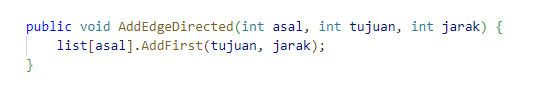 public void AddEdgeDirected(int asal, int tujuan, int jarak) {
    list[asal].AddFirst(tujuan, jarak);
}